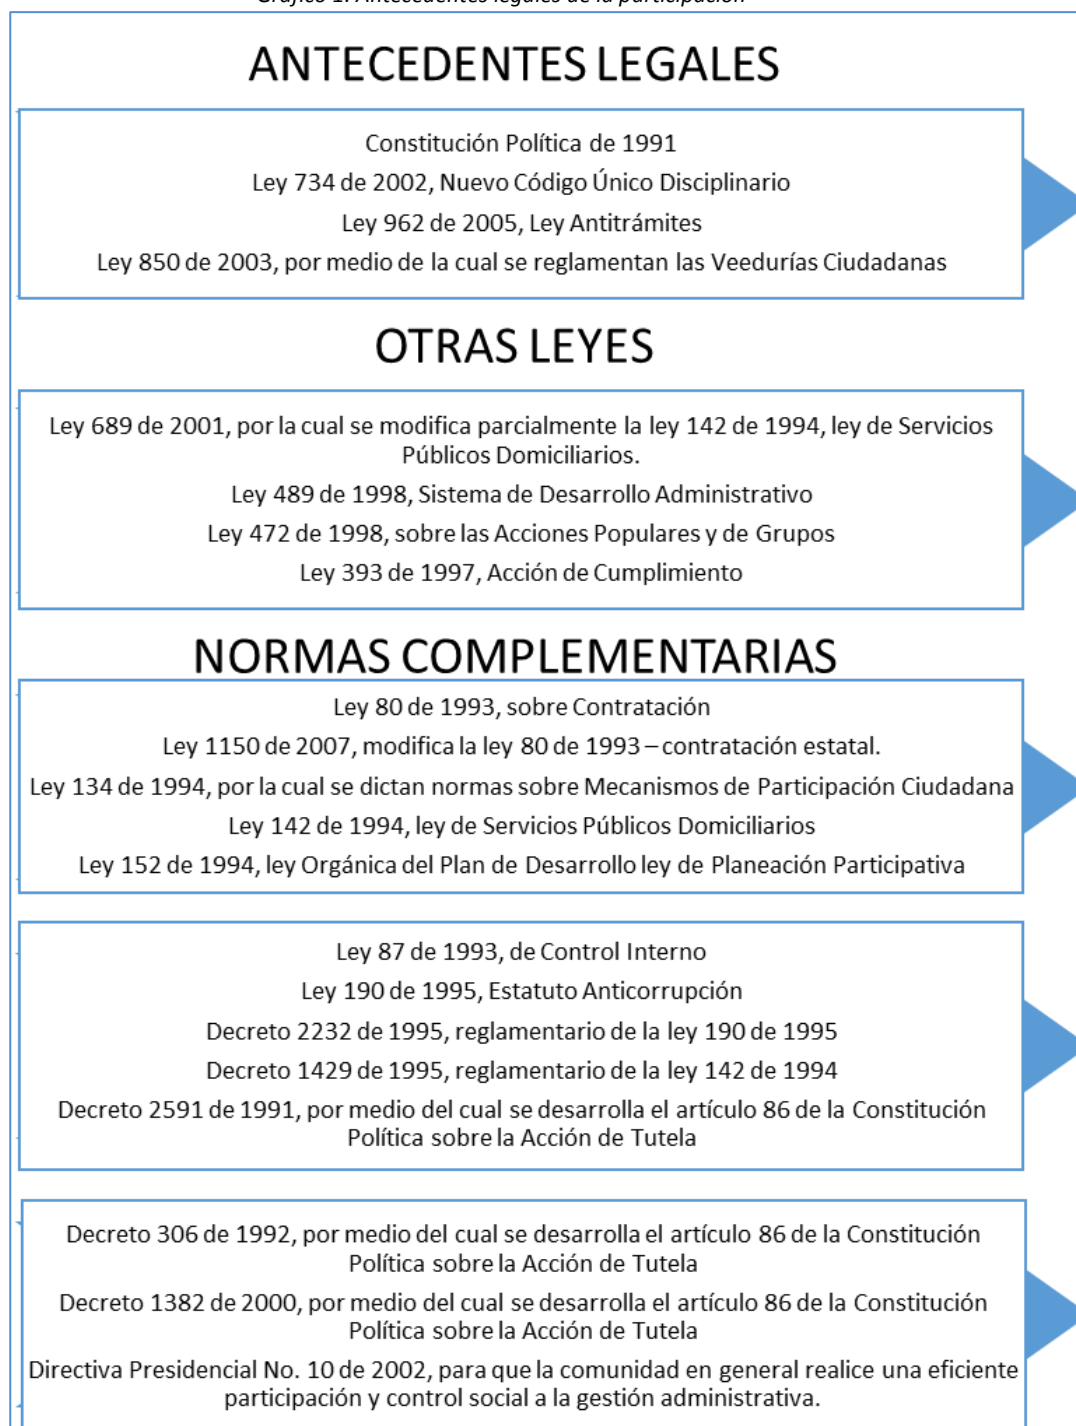 Gráfico 1. Antecedentes legales de la participación
ANTECEDENTES LEGALES
Constitución Política de 1991
Ley 734 de 2002, Nuevo Código Único Disciplinario
Ley 962 de 2005, Ley Antitrámites
Ley 850 de 2003, por medio de la cual se reglamentan las Veedurías Ciudadanas
OTRAS LEYES
Ley 689 de 2001, por la cual se modifica parcialmente la ley 142 de 1994, ley de Servicios
Públicos Domiciliarios.
Ley 489 de 1998, Sistema de Desarrollo Administrativo
Ley 472 de 1998, sobre las Acciones Populares y de Grupos
Ley 393 de 1997, Acción de Cumplimiento
NORMAS COMPLEMENTARIAS
Ley 80 de 1993, sobre Contratación
Ley 1150 de 2007, modifica la ley 80 de 1993 – contratación estatal.
Ley 134 de 1994, por la cual se dictan normas sobre Mecanismos de Participación Ciudadana
Ley 142 de 1994, ley de Servicios Públicos Domiciliarios
Ley 152 de 1994, ley Orgánica del Plan de Desarrollo ley de Planeación Participativa
Ley 87 de 1993, de Control Interno
Ley 190 de 1995, Estatuto Anticorrupción
Decreto 2232 de 1995, reglamentario de la ley 190 de 1995
Decreto 1429 de 1995, reglamentario de la ley 142 de 1994
Decreto 2591 de 1991, por medio del cual se desarrolla el artículo 86 de la Constitución
Política sobre la Acción de Tutela
Decreto 306 de 1992, por medio del cual se desarrolla el artículo 86 de la Constitución
Política sobre la Acción de Tutela
Decreto 1382 de 2000, por medio del cual se desarrolla el artículo 86 de la Constitución
Política sobre la Acción de Tutela
Directiva Presidencial No. 10 de 2002, para que la comunidad en general realice una eficiente
participación y control social a la gestión administrativa.